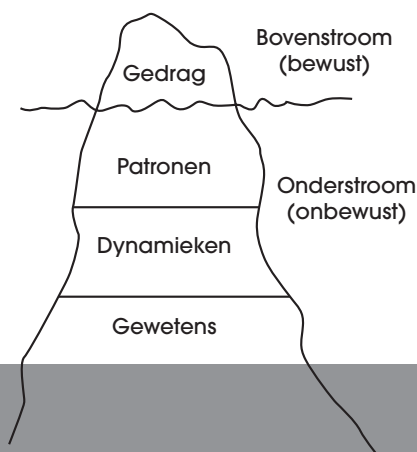 Bovenstroom
(bewust)
Gedrag
Patronen
Onderstroom
(onbewust)
Dynamieken
Gewetens